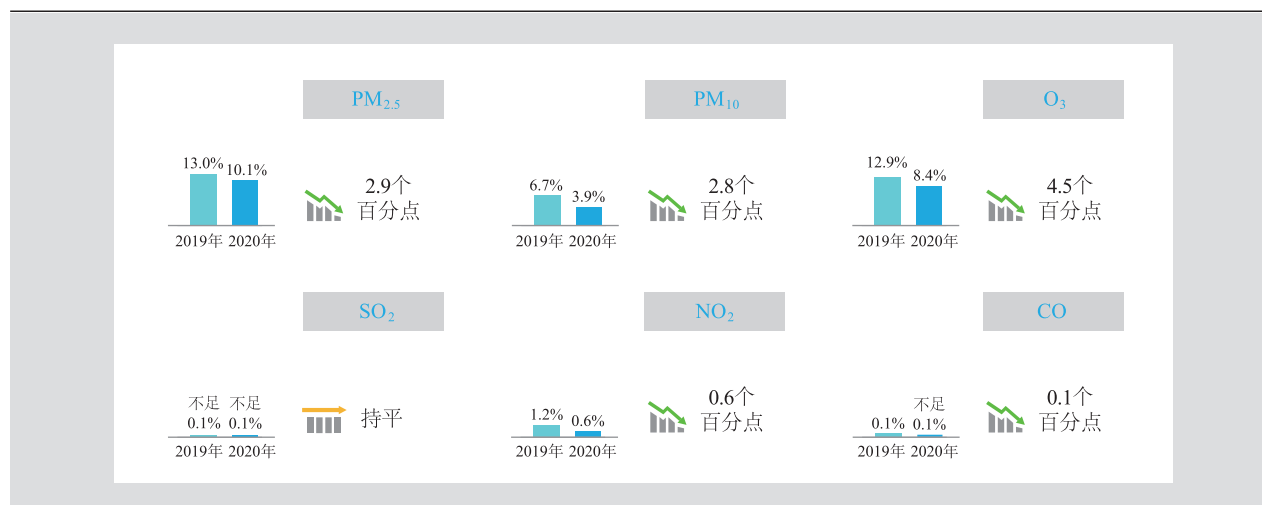 PM2.5
13.0% 10.1%
2.9个
百分点
2019年 2020年
PM10
6.7% 3.9%
2.8个
百分点
2019年 2020年
O3
12.9% 8.4%
4.5个
百分点
2019年 2020年
SO2
不足 不足
0.1% 0.1%
持平
2019年 2020年
NO2
1.2% 0.6%
0.6个
百分点
2019年 2020年
CO
不足
0.1% 0.1%
0.1个
百分点
2019年 2020年